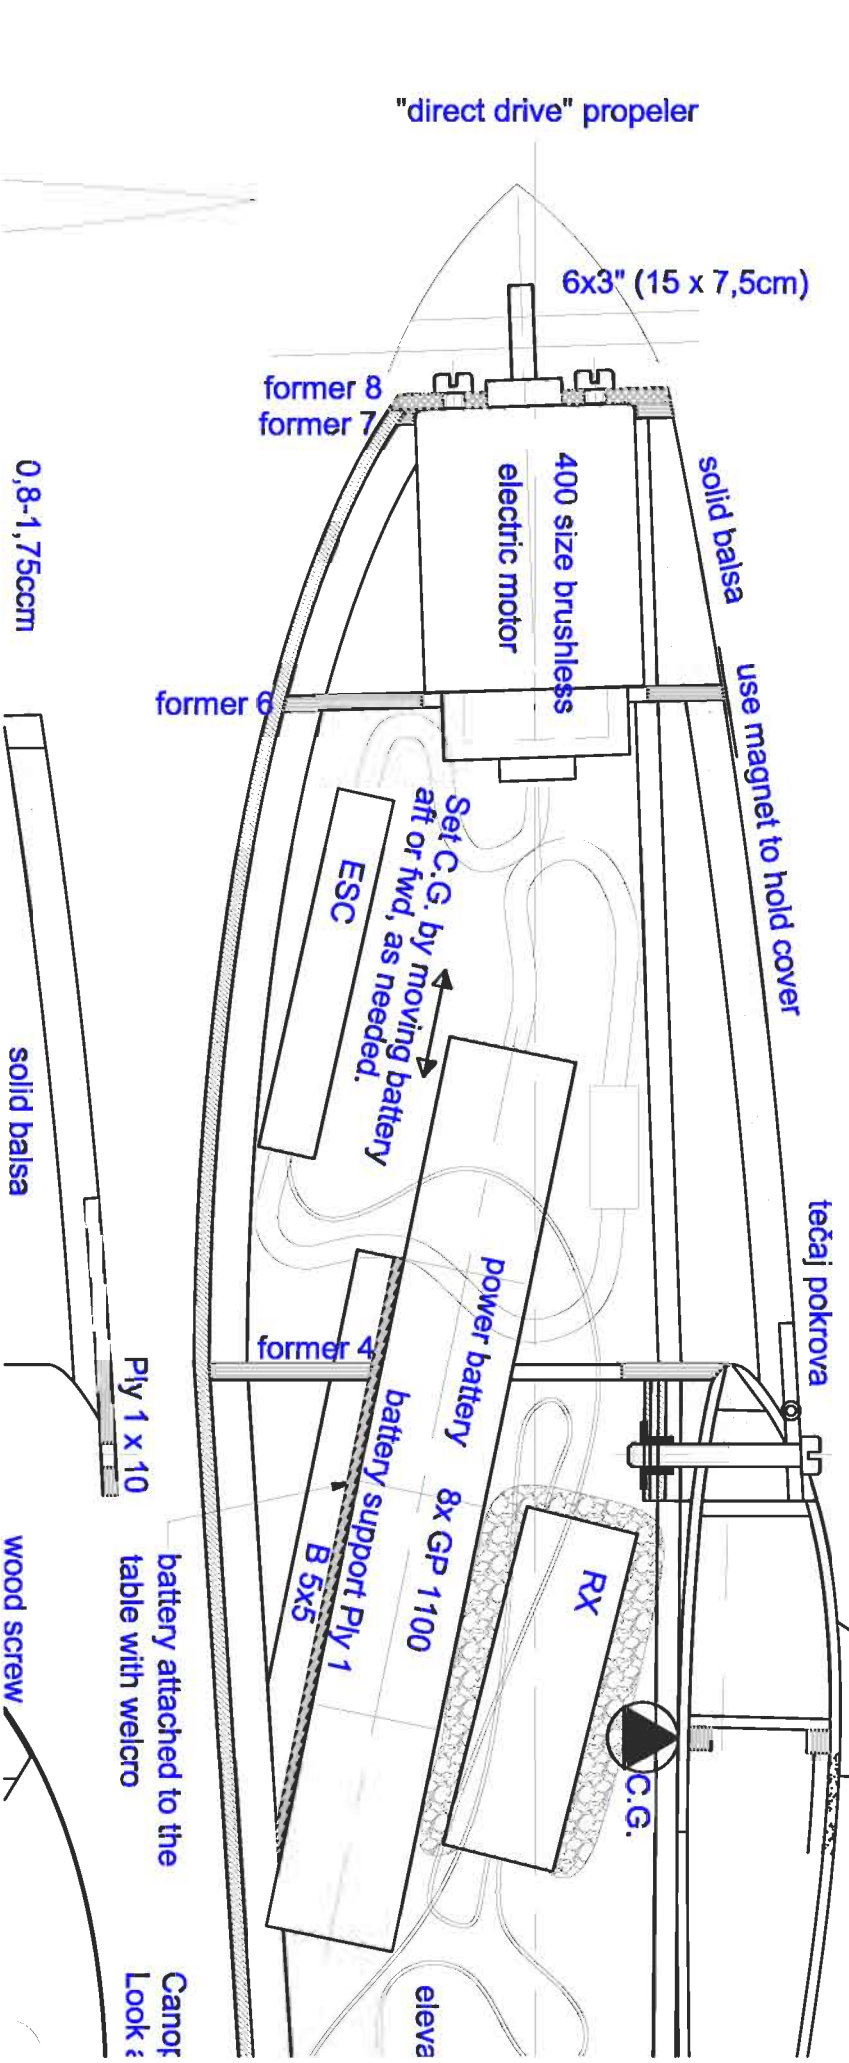 "direct drive" propeler
6x3" (15 x 7,5cm)
former 8
former 7
400 size brushless
electric motor
solid balsa
use magnet to hold cover
former 6
0,8-1,75ccm
Set C.G. by moving battery
aft or fwd, as needed.
ESC
solid balsa
tečaj pokrova
power battery 8x GP 1100
former 4
battery support Ply 1
B 5x5
Ply 1 x 10
RX
C.G.
battery attached to the
table with welcro
wood screw
Look